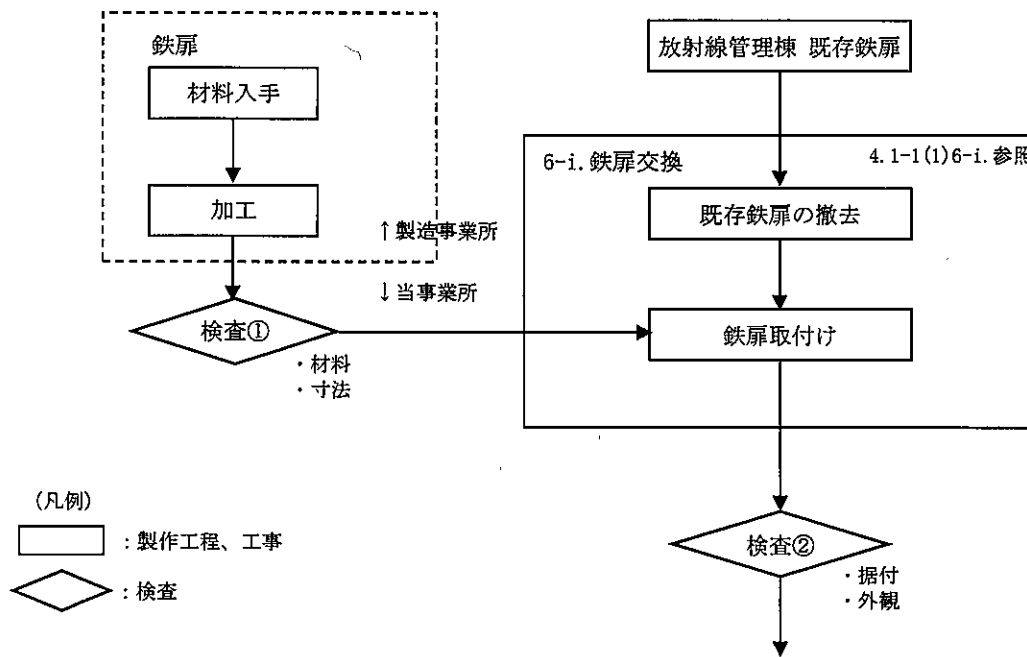 鉄扉
材料入手
加工
↑製造事業所
↓当事業所
検査①
・材料
・寸法
放射線管理棟 既存鉄扉
6-i.鉄扉交換
4.1-1(1)6-i.参照
既存鉄扉の撤去
鉄扉取付け
検査②
・据付
・外観
(凡例)
：製作工程、工事
：検査